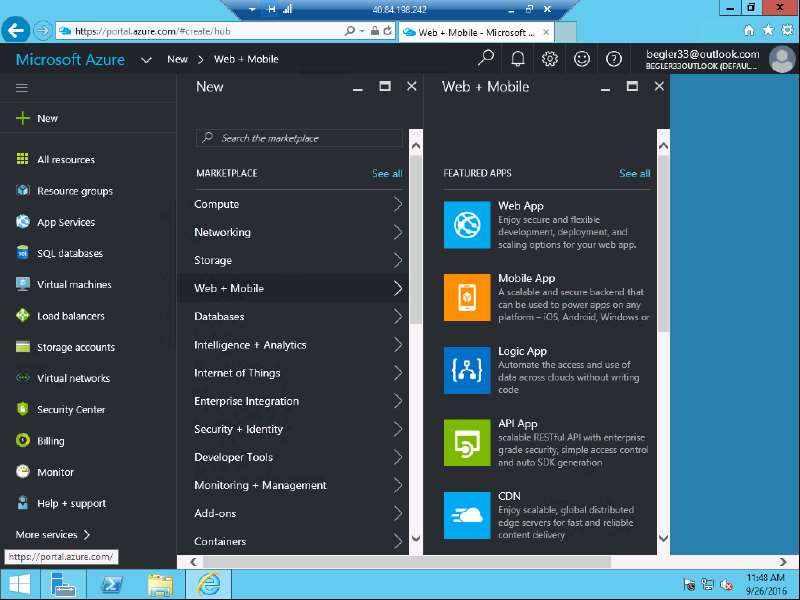 40.84.198.242
https://portal.azure.com/#create/hub
Web + Mobile - Microsoft...
Microsoft Azure
New
Web + Mobile
begler33@outlook.com
BEGLER33OUTLOOK (DEFAUL...
New
All resources
Resource groups
App Services
SQL databases
Virtual machines
Load balancers
Storage accounts
Virtual networks
Security Center
Billing
Monitor
Help + support
More services
https://portal.azure.com/
New
Search the marketplace
MARKETPLACE
See all
Compute
Networking
Storage
Web + Mobile
Databases
Intelligence + Analytics
Internet of Things
Enterprise Integration
Security + Identity
Developer Tools
Monitoring + Management
Add-ons
Containers
Web + Mobile
FEATURED APPS
See all
Web App
Enjoy secure and flexible
development, deployment, and
scaling options for your web app.
Mobile App
A scalable and secure backend that
can be used to power apps on any
platform – iOS, Android, Windows or
Logic App
Automate the access and use of
data across clouds without writing
code
API App
scalable RESTful API with enterprise
grade security, simple access control
and auto SDK generation
CDN
Enjoy scalable, global distributed
edge servers for fast and reliable
content delivery
11:48 AM
9/26/2016